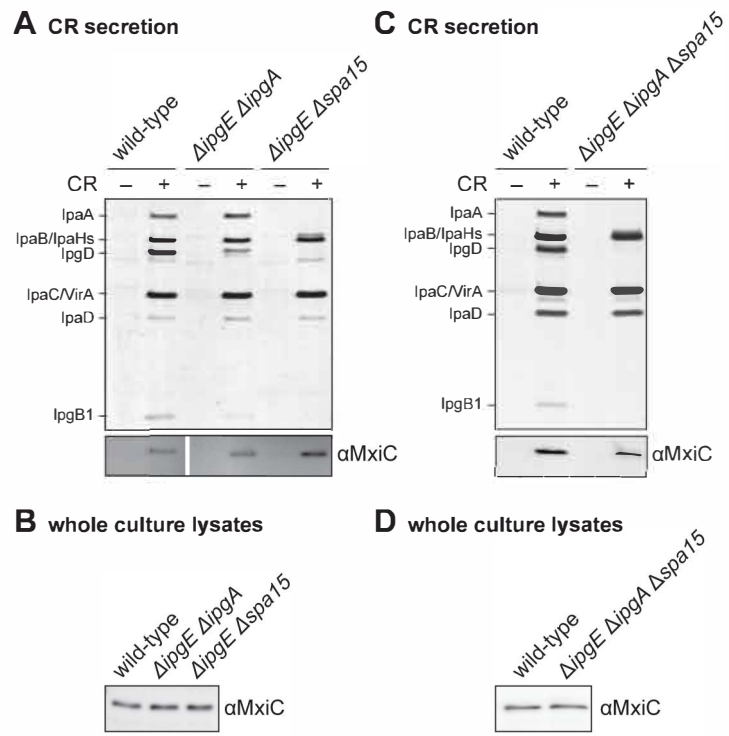 A CR secretion
wild-type
ΔipgE ΔipgA
ΔipgE Δspa15
CR – + – + – +
IpaA
IpaB/IpaHs
IpgD
IpaC/VirA
IpaD
IpgB1
αMxiC
B whole culture lysates
wild-type
ΔipgE ΔipgA
ΔipgE Δspa15
αMxiC
C CR secretion
wild-type
ΔipgE ΔipgA Δspa15
CR – + – +
IpaA
IpaB/IpaHs
IpgD
IpaC/VirA
IpaD
IpgB1
αMxiC
D whole culture lysates
wild-type
ΔipgE ΔipgA Δspa15
αMxiC